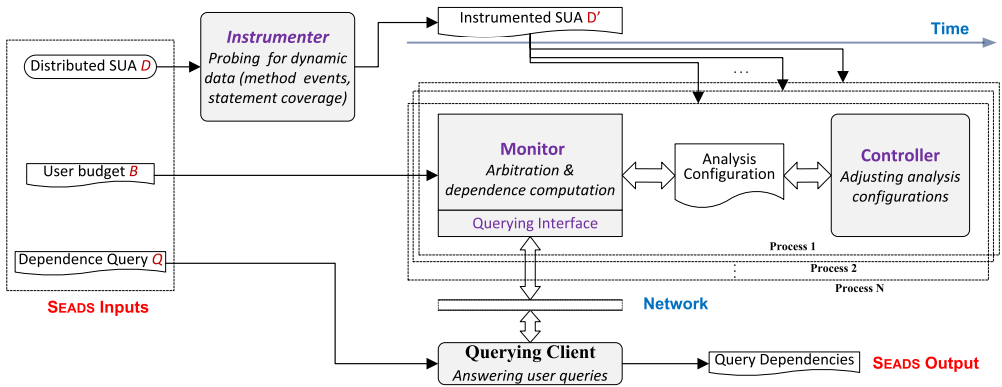 Instrumented SUA D’
Time
Instrumenter
Probing for dynamic
data (method events,
statement coverage)
Distributed SUA D
...
Monitor
Arbitration &
dependence computation
Querying Interface
Analysis
Configuration
Controller
Adjusting analysis
configurations
User budget B
Process 1
Process 2
Process N
Dependence Query Q
SEADS Inputs
Network
Querying Client
Answering user queries
Query Dependencies
SEADS Output